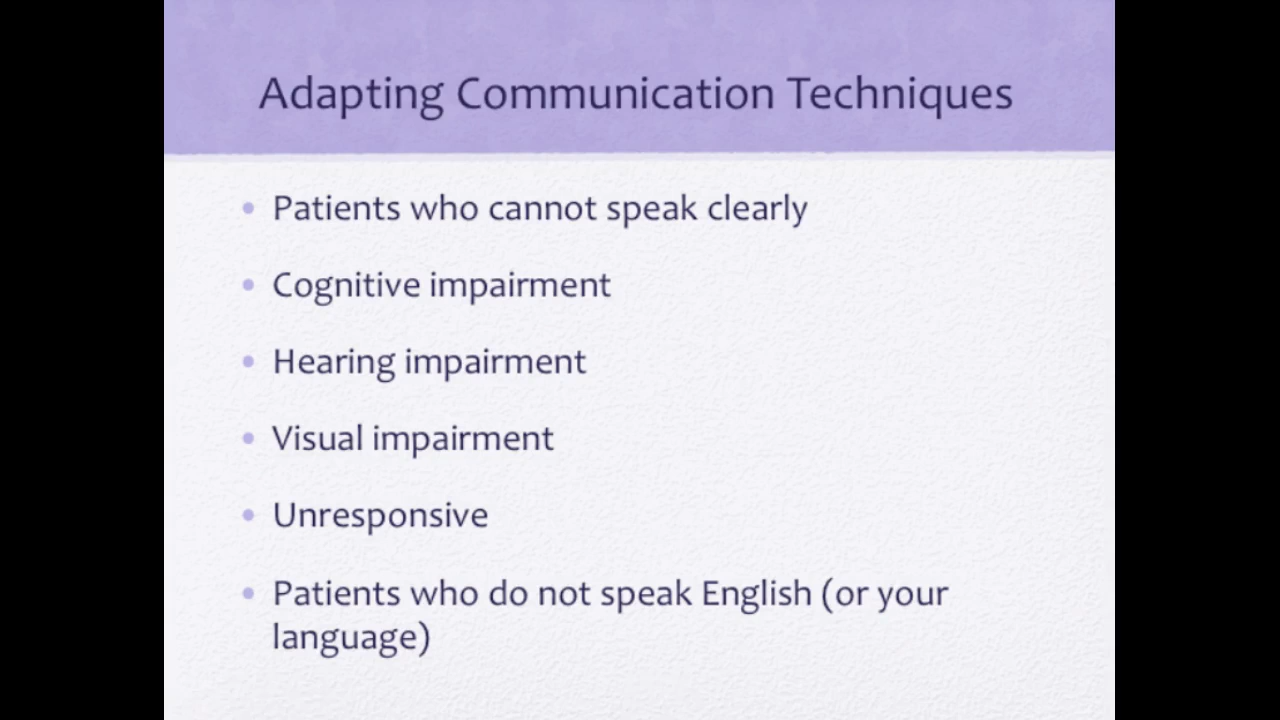 Adapting Communication Techniques
• Patients who cannot speak clearly
• Cognitive impairment
• Hearing impairment
• Visual impairment
• Unresponsive
• Patients who do not speak English (or your
language)